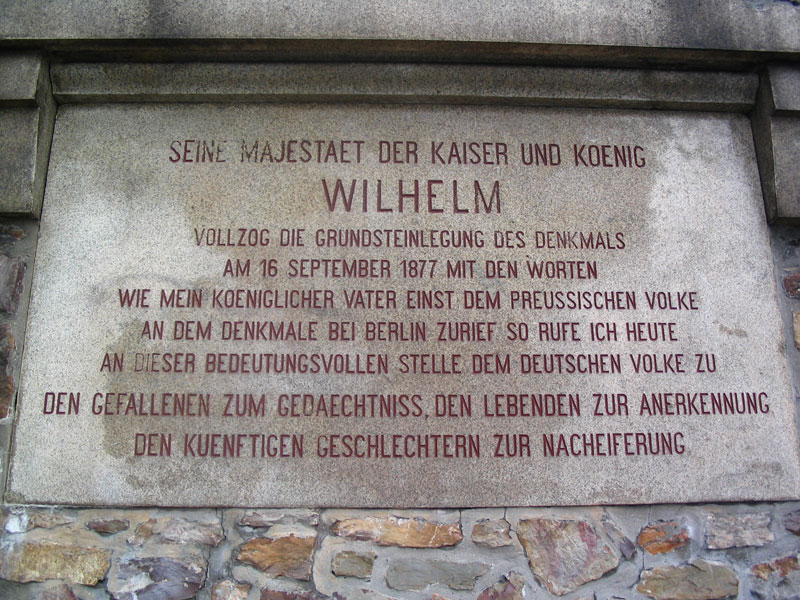 SEINE MAJESTAET DER KAISER UND KOENIG
WILHELM
VOLLZOG DIE GRUNDSTEINLEGUNG DES DENKMALS
AM 16 SEPTEMBER 1877 MIT DEN WORTEN
WIE MEIN KOENIGLICHER VATER EINST DEM PREUSSISCHEN VOLKE
AN DEM DENKMALE BEI BERLIN ZURIEF SO RUFE ICH HEUTE
AN DIESER BEDEUTUNGSVOLLEN STELLE DEM DEUTSCHEN VOLKE ZU
DEN GEFALLENEN ZUM GEDAECHTNISS, DEN LEBENDEN ZUR ANERKENNUNG
DEN KUENFTIGEN GESCHLECHTERN ZUR NACHEIFERUNG